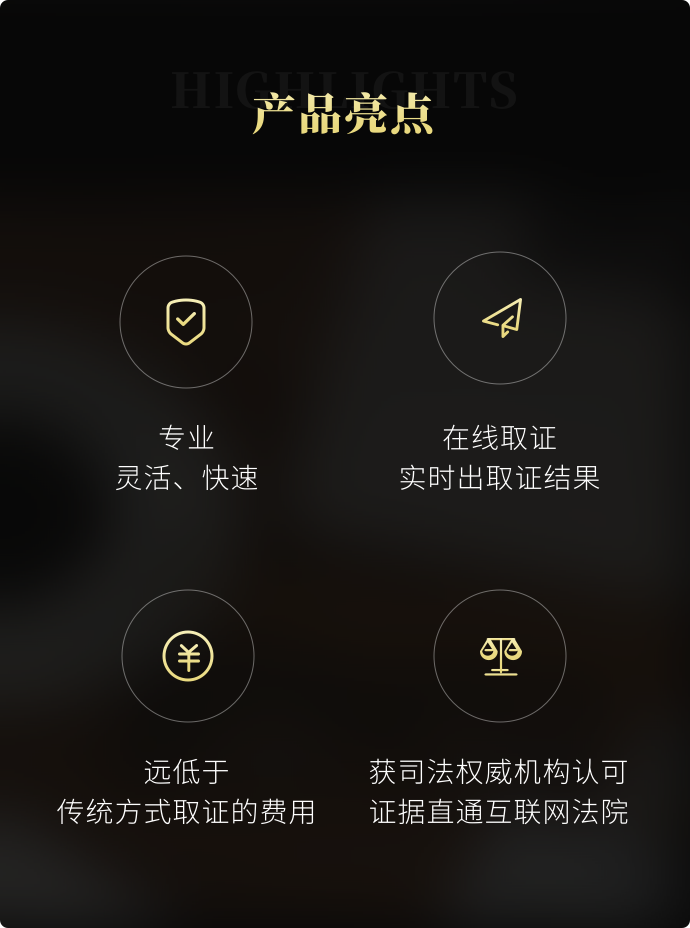 HIGHLIGHTS
产品亮点
专业
灵活、快速
在线取证
实时出取证结果
¥
远低于
传统方式取证的费用
获司法权威机构认可
证据直通互联网法院